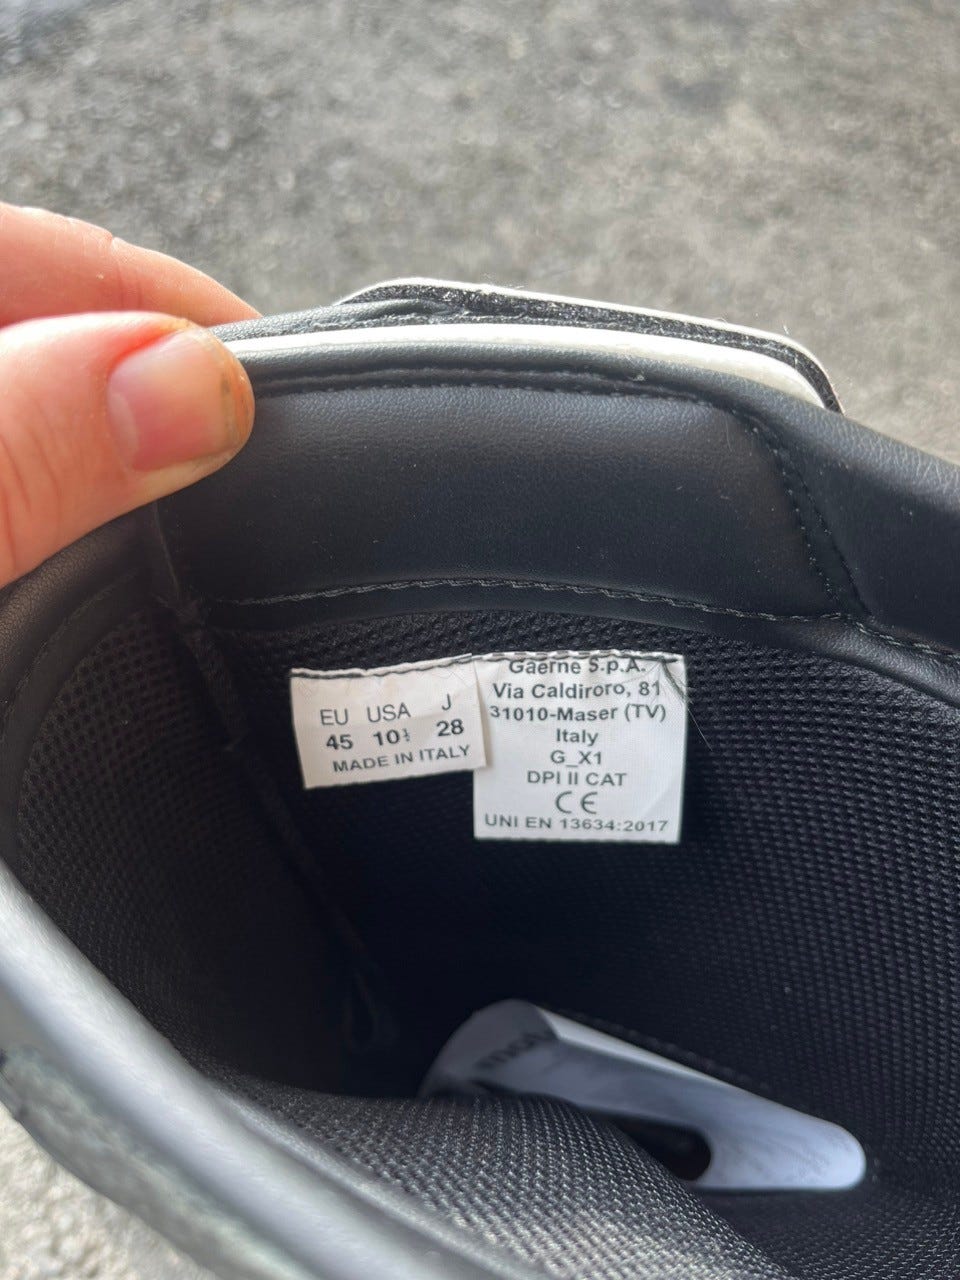 EU USA J
45 10½ 28
MADE IN ITALY
Gaerne S.p.A.
Via Caldiroro, 81
31010-Maser (TV)
Italy
G_X1
DPI II CAT
CE
UNI EN 13634:2017